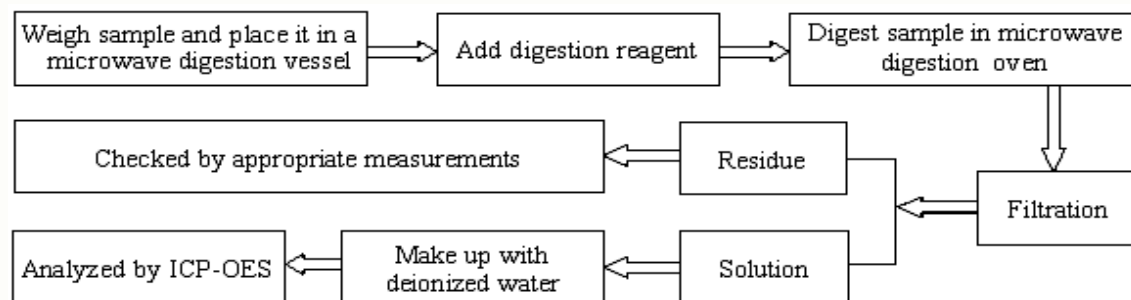 Weigh sample and place it in a
microwave digestion vessel
Add digestion reagent
Digest sample in microwave
digestion oven
Checked by appropriate measurements
Residue
Filtration
Analyzed by ICP-OES
Make up with
deionized water
Solution